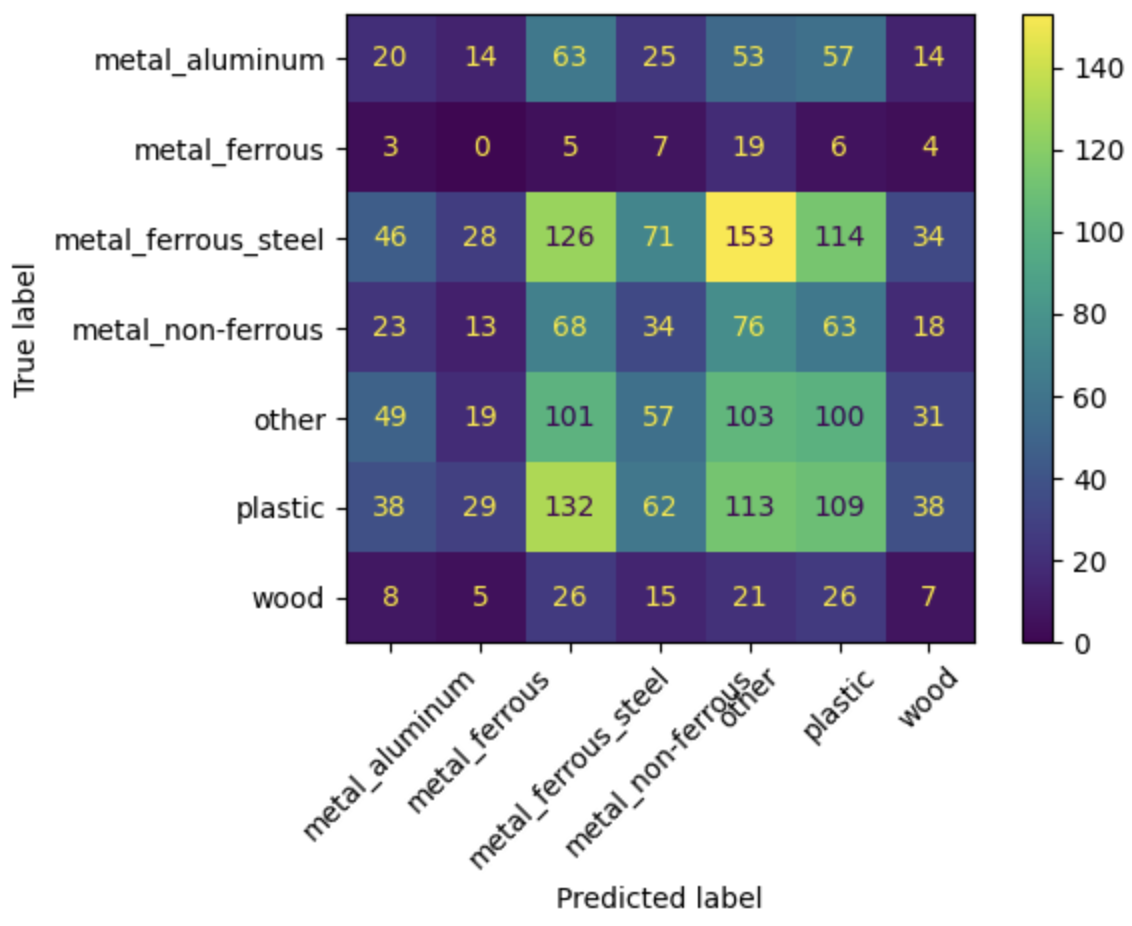 metal_aluminum 20 14 63 25 53 57 14
metal_ferrous 3 0 5 7 19 6 4
metal_ferrous_steel 46 28 126 71 153 114 34
metal_non-ferrous 23 13 68 34 76 63 18
other 49 19 101 57 103 100 31
plastic 38 29 132 62 113 109 38
wood 8 5 26 15 21 26 7
True label
metal_aluminum
metal_ferrous
metal_ferrous_steel
metal_non-ferrous
other
plastic
wood
Predicted label
140
120
100
80
60
40
20
0